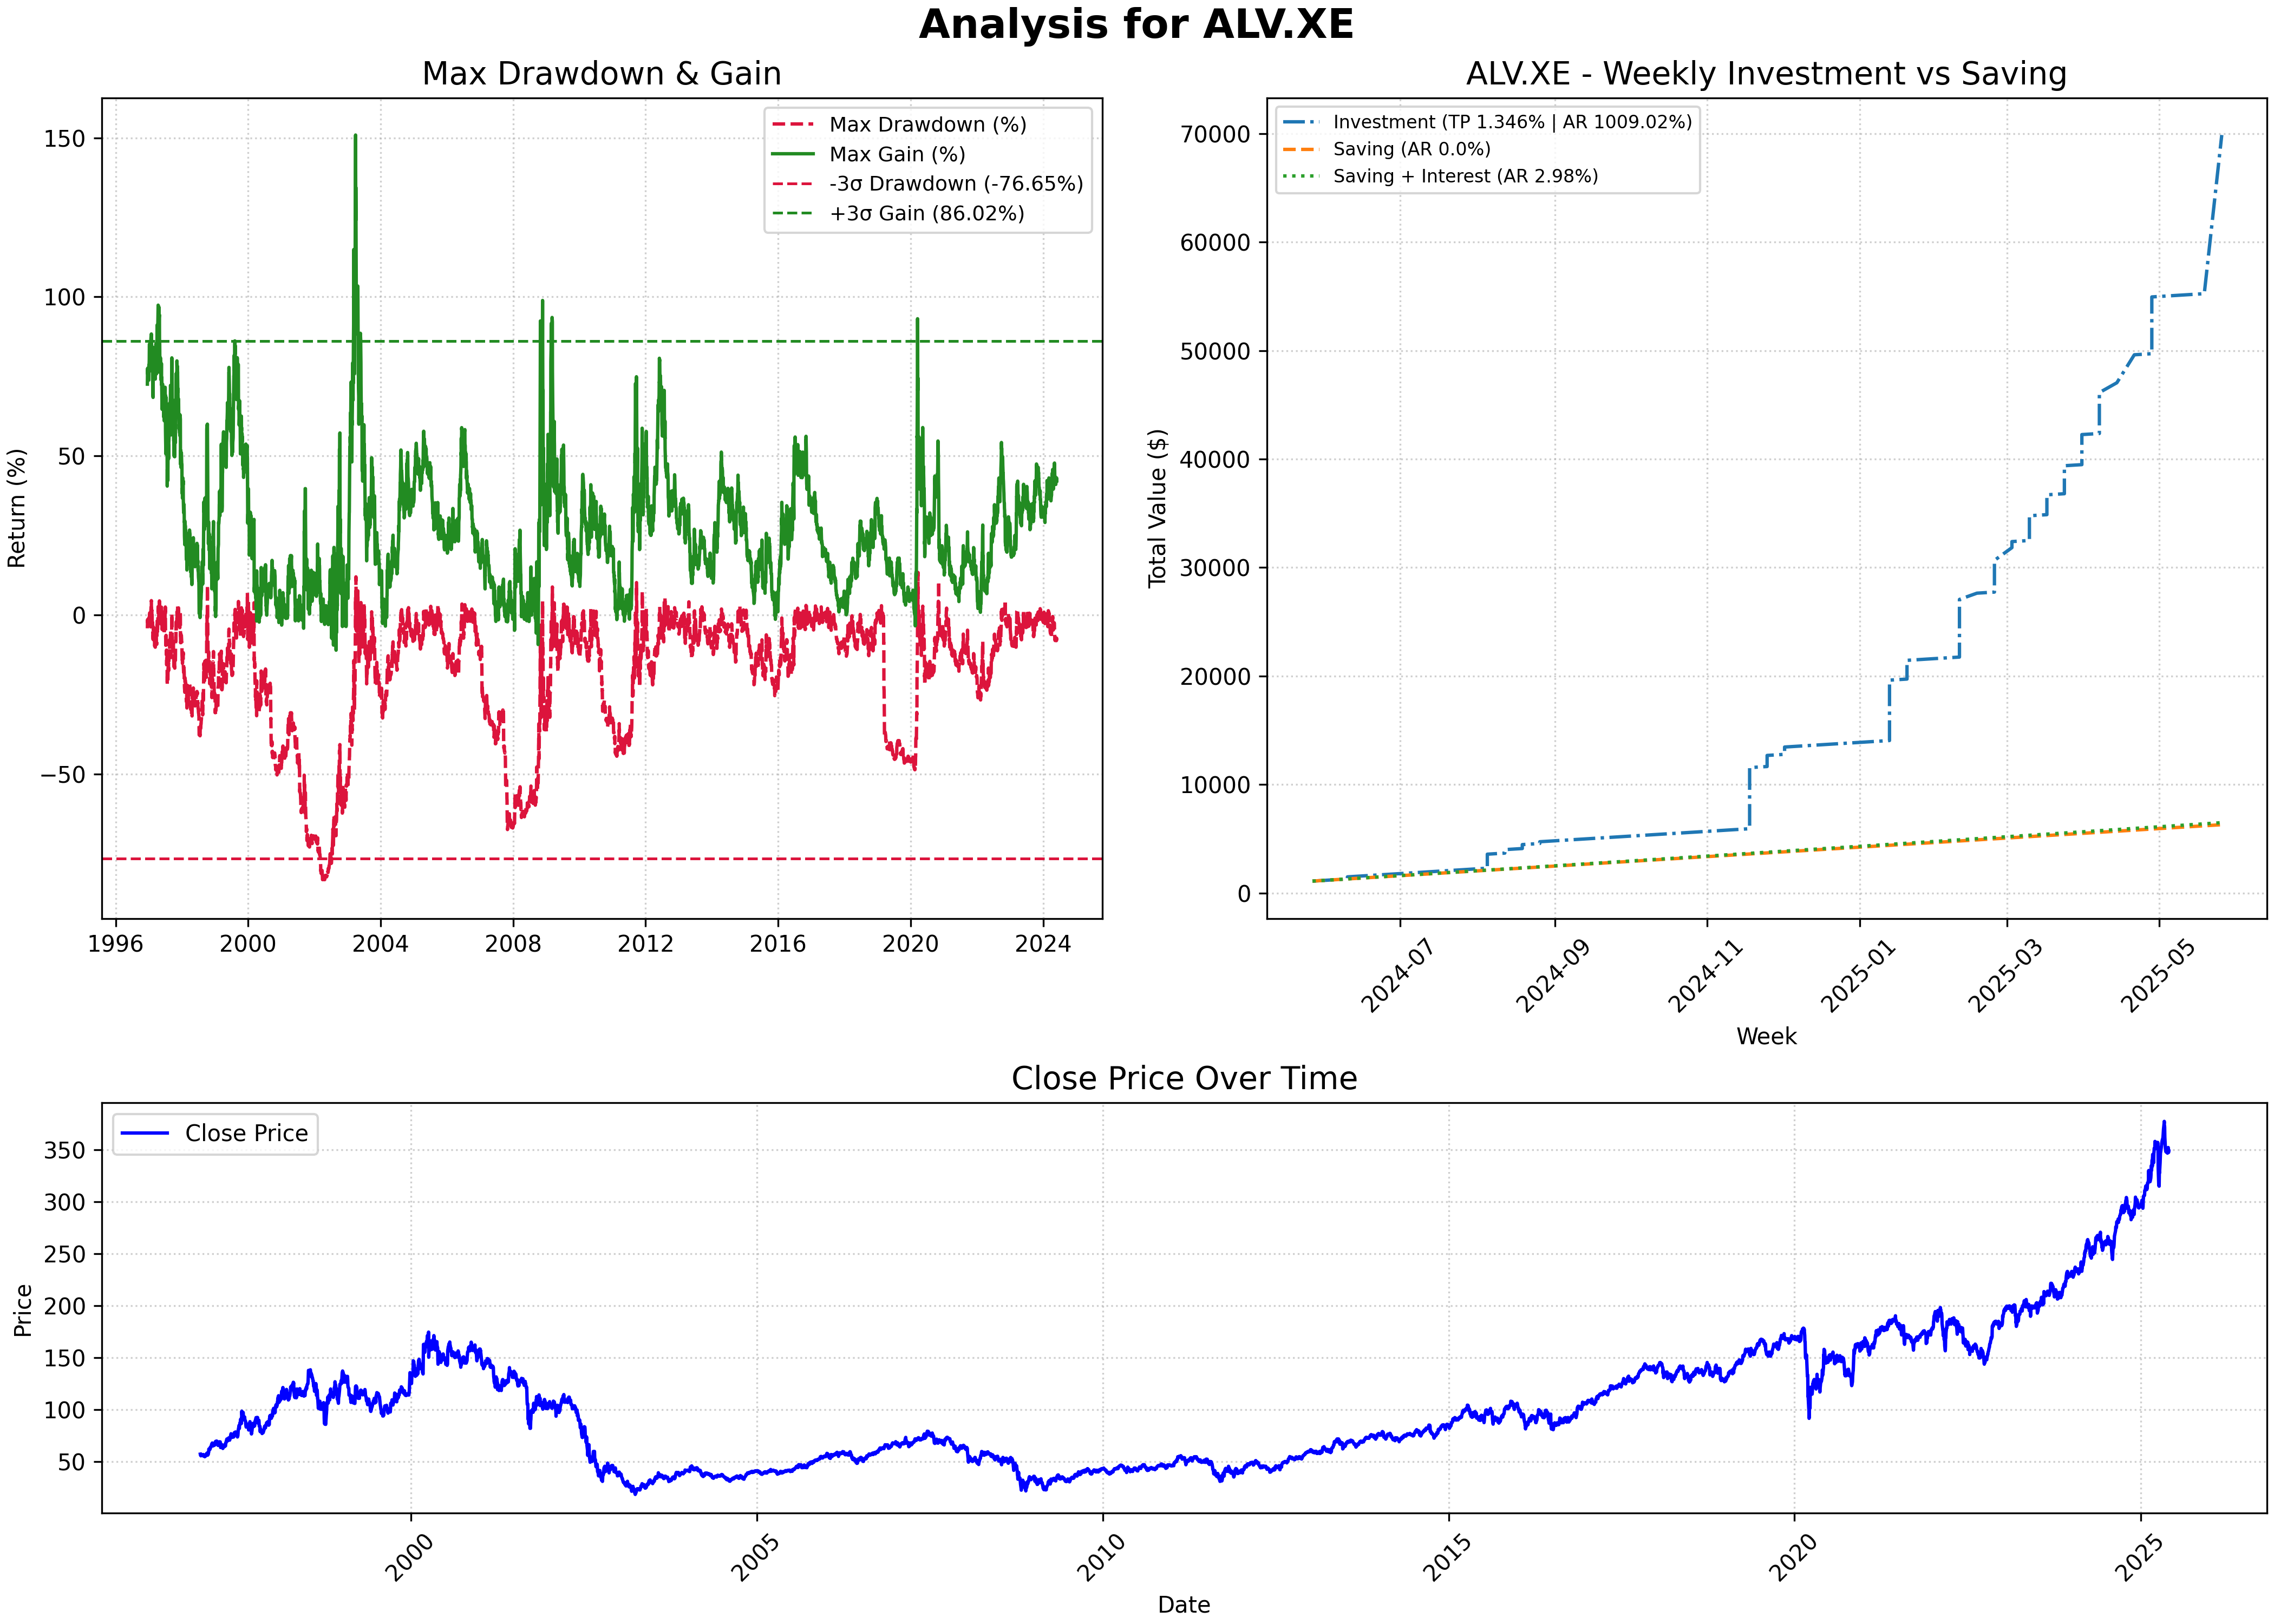 Analysis for ALV.XE
Max Drawdown & Gain
Return (%)
150
100
50
0
−50
1996
2000
2004
2008
2012
2016
2020
2024
Max Drawdown (%)
Max Gain (%)
-3σ Drawdown (-76.65%)
+3σ Gain (86.02%)
ALV.XE - Weekly Investment vs Saving
Total Value ($)
70000
60000
50000
40000
30000
20000
10000
0
Investment (TP 1.346% | AR 1009.02%)
Saving (AR 0.0%)
Saving + Interest (AR 2.98%)
2024-07
2024-09
2024-11
2025-01
2025-03
2025-05
Week
Close Price Over Time
Price
350
300
250
200
150
100
50
Close Price
2000
2005
2010
2015
2020
2025
Date